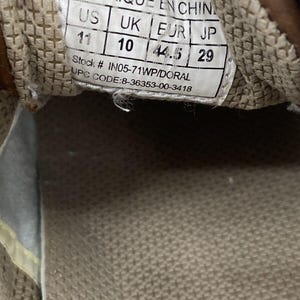 EN CHIN
US UK EUR JP
11 10 44.5 29
Stock # IN05-71WP/DORAL
UPC CODE:8-36353-00-3418